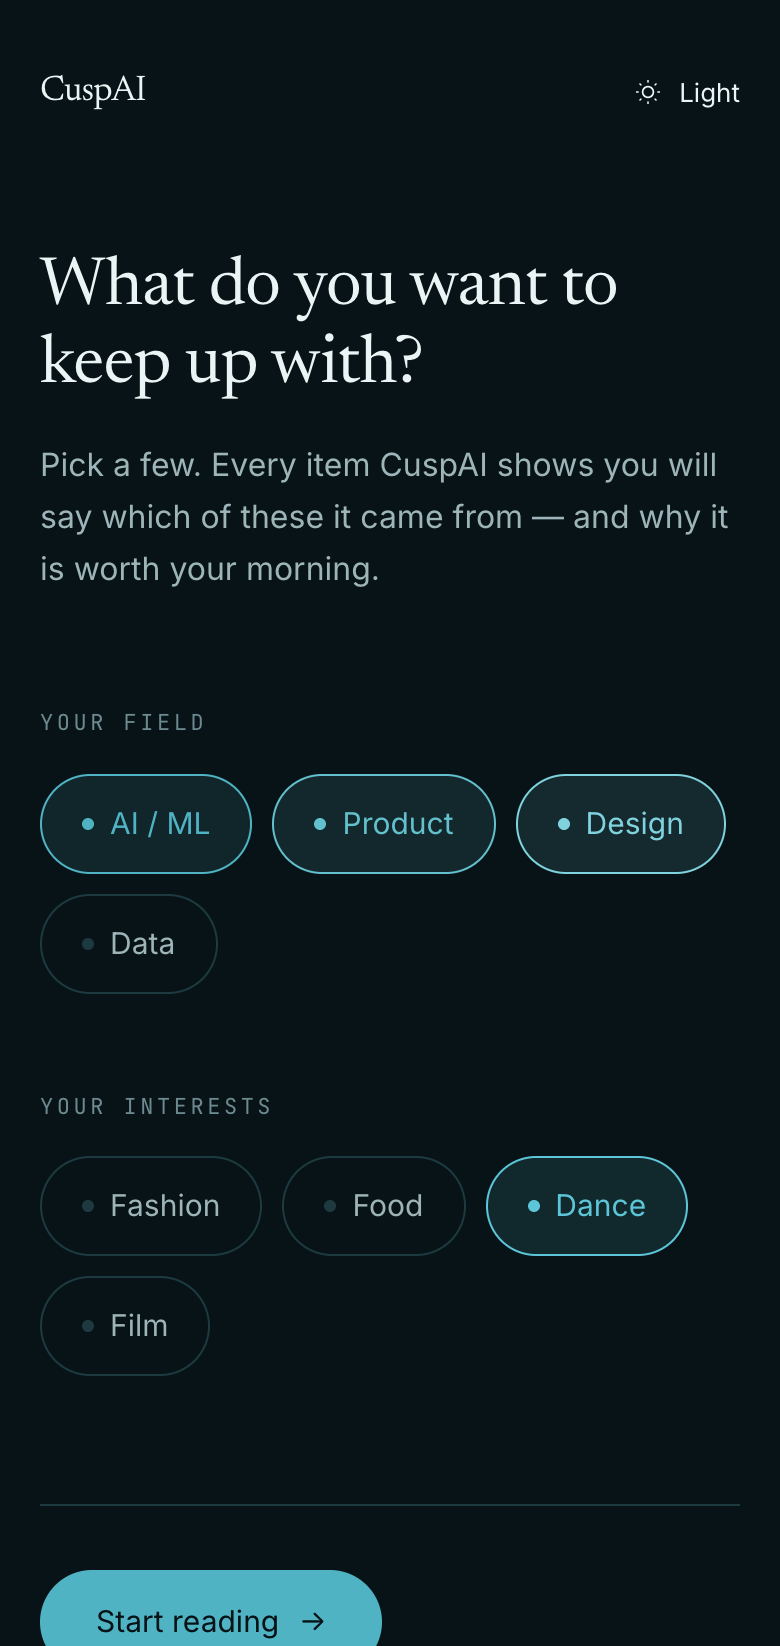 CuspAI
Light
What do you want to
keep up with?
Pick a few. Every item CuspAI shows you will
say which of these it came from — and why it
is worth your morning.
YOUR FIELD
AI / ML
Product
Design
Data
YOUR INTERESTS
Fashion
Food
Dance
Film
Start reading →